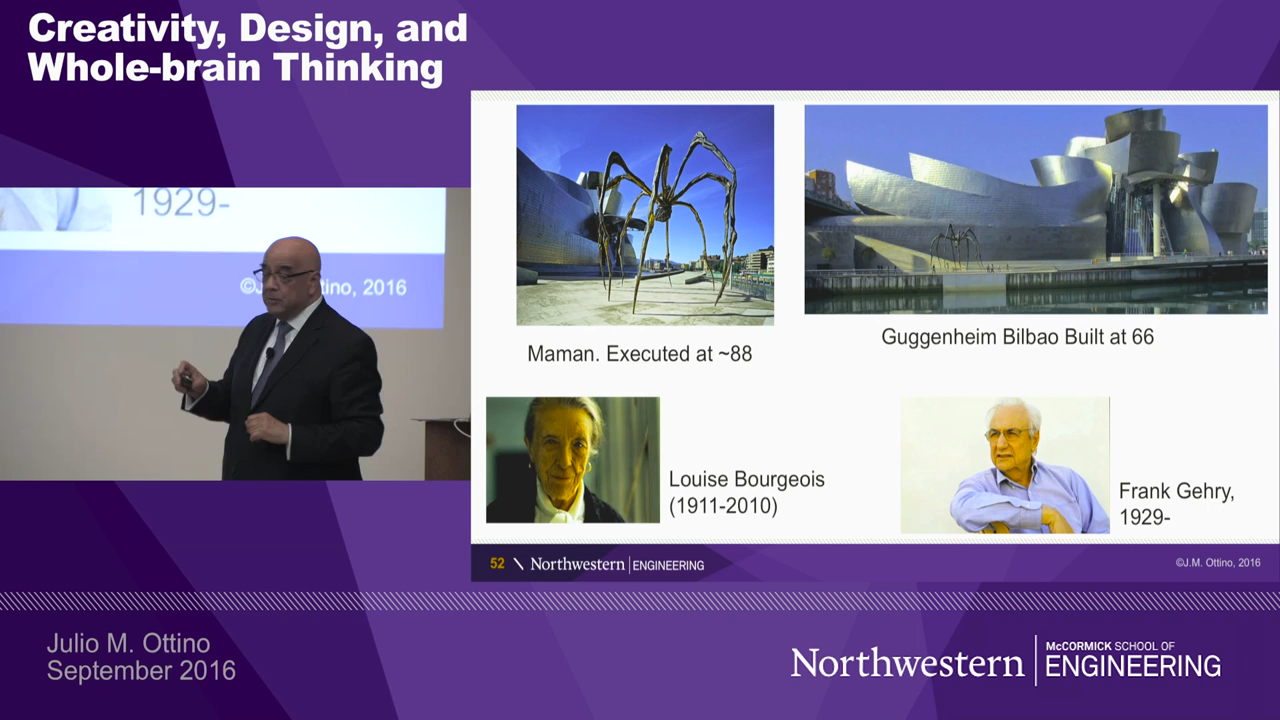 Creativity, Design, and
Whole-brain Thinking
1929-
©J. ttino, 2016
Maman. Executed at ~88
Guggenheim Bilbao Built at 66
Louise Bourgeois
(1911-2010)
Frank Gehry,
1929-
52 \ Northwestern | ENGINEERING
©J.M. Ottino, 2016
Julio M. Ottino
September 2016
Northwestern
McCORMICK SCHOOL OF
ENGINEERING